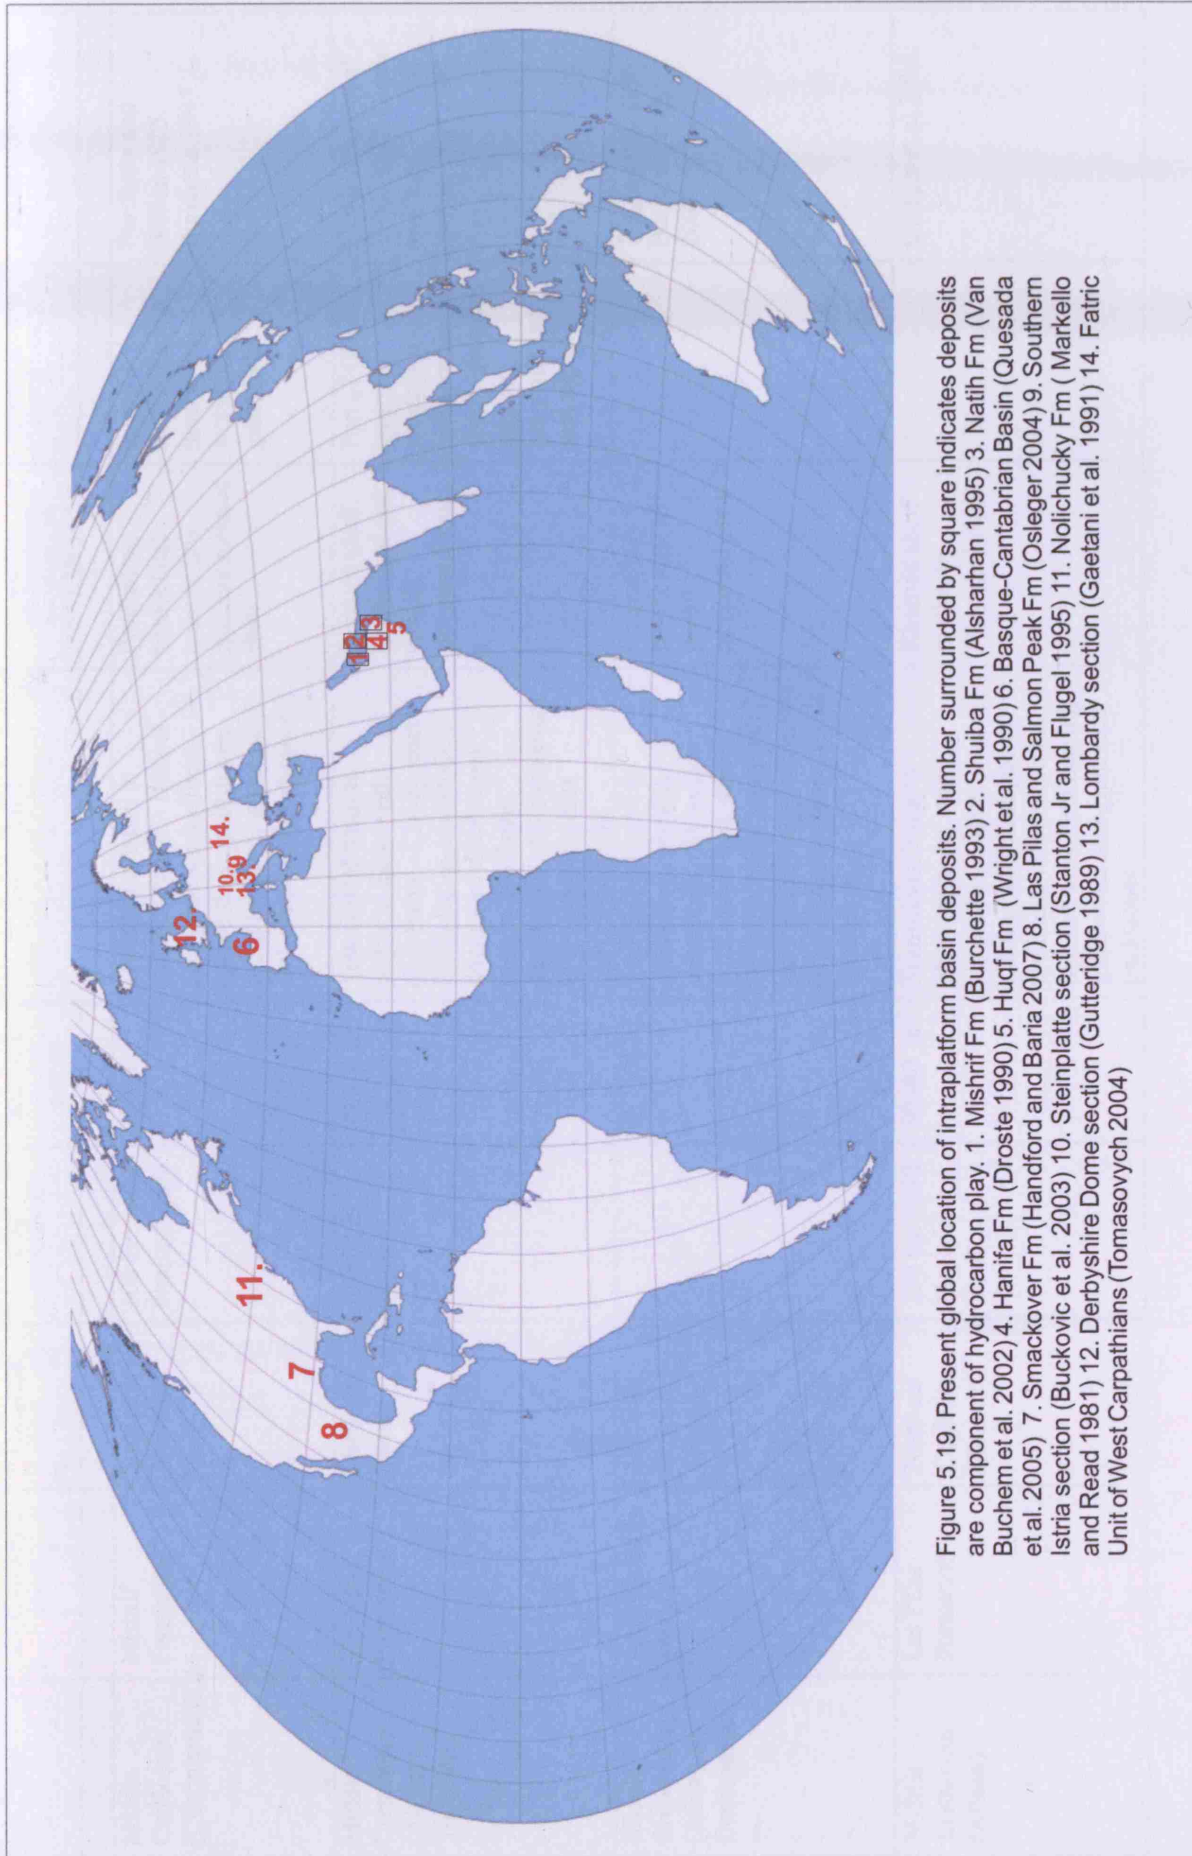 12.
6
10.
9
13.
14.
11.
7
8
1
2
3
4
5
Figure 5.19. Present global location of intraplatform basin deposits. Number surrounded by square indicates deposits
are component of hydrocarbon play. 1. Mishrif Fm (Burchette 1993) 2. Shuiba Fm (Alsharhan 1995) 3. Natih Fm (Van
Buchem et al. 2002) 4. Hanifa Fm (Droste 1990) 5. Huqf Fm (Wright et al. 1990) 6. Basque-Cantabrian Basin (Quesada
et al. 2005) 7. Smackover Fm (Handford and Baria 2007) 8. Las Pilas and Salmon Peak Fm (Osleger 2004) 9. Southern
Istria section (Buckovic et al. 2003) 10. Steinplatte section (Stanton Jr and Flugel 1995) 11. Nolichucky Fm ( Markello
and Read 1981) 12. Derbyshire Dome section (Gutteridge 1989) 13. Lombardy section (Gaetani et al. 1991) 14. Fatric
Unit of West Carpathians (Tomasovych 2004)